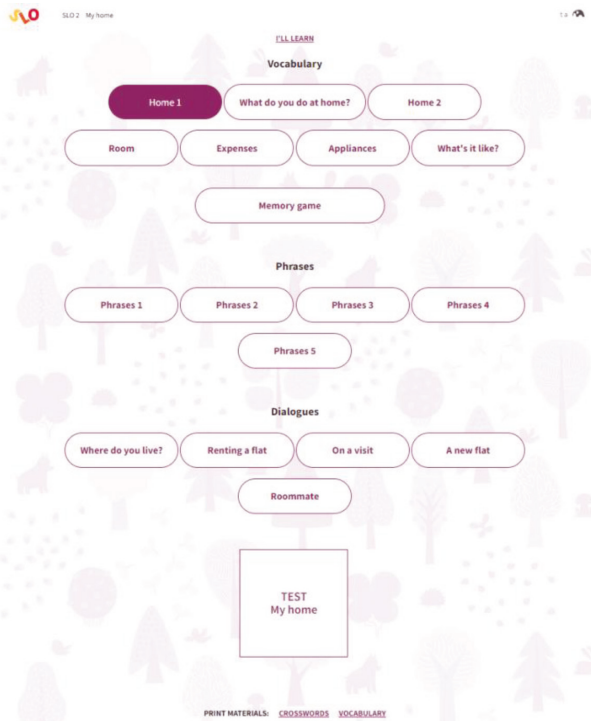 SLO
SLO 2 My home
I'LL LEARN
Vocabulary
Home 1
What do you do at home?
Home 2
Room
Expenses
Appliances
What's it like?
Memory game
Phrases
Phrases 1
Phrases 2
Phrases 3
Phrases 4
Phrases 5
Dialogues
Where do you live?
Renting a flat
On a visit
A new flat
Roommate
TEST
My home
PRINT MATERIALS: CROSSWORDS VOCABULARY